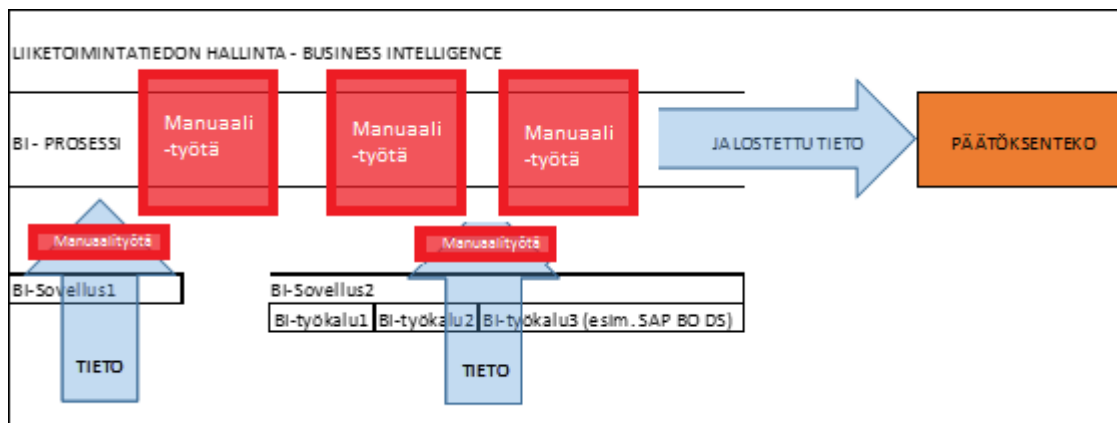 LIIKETOIMINTATIEDON HALLINTA - BUSINESS INTELLIGENCE
BI - PROSESSI
Manuaali
-työtä
Manuaali
-työtä
Manuaali
-työtä
JALOSTETTU TIETO
PÄÄTÖKSENTEKO
Manuaalityötä
Manuaalityötä
BI-Sovellus1
BI-Sovellus2
BI-työkalu1
BI-työkalu2
BI-työkalu3 (esim. SAP BO DS)
TIETO
TIETO